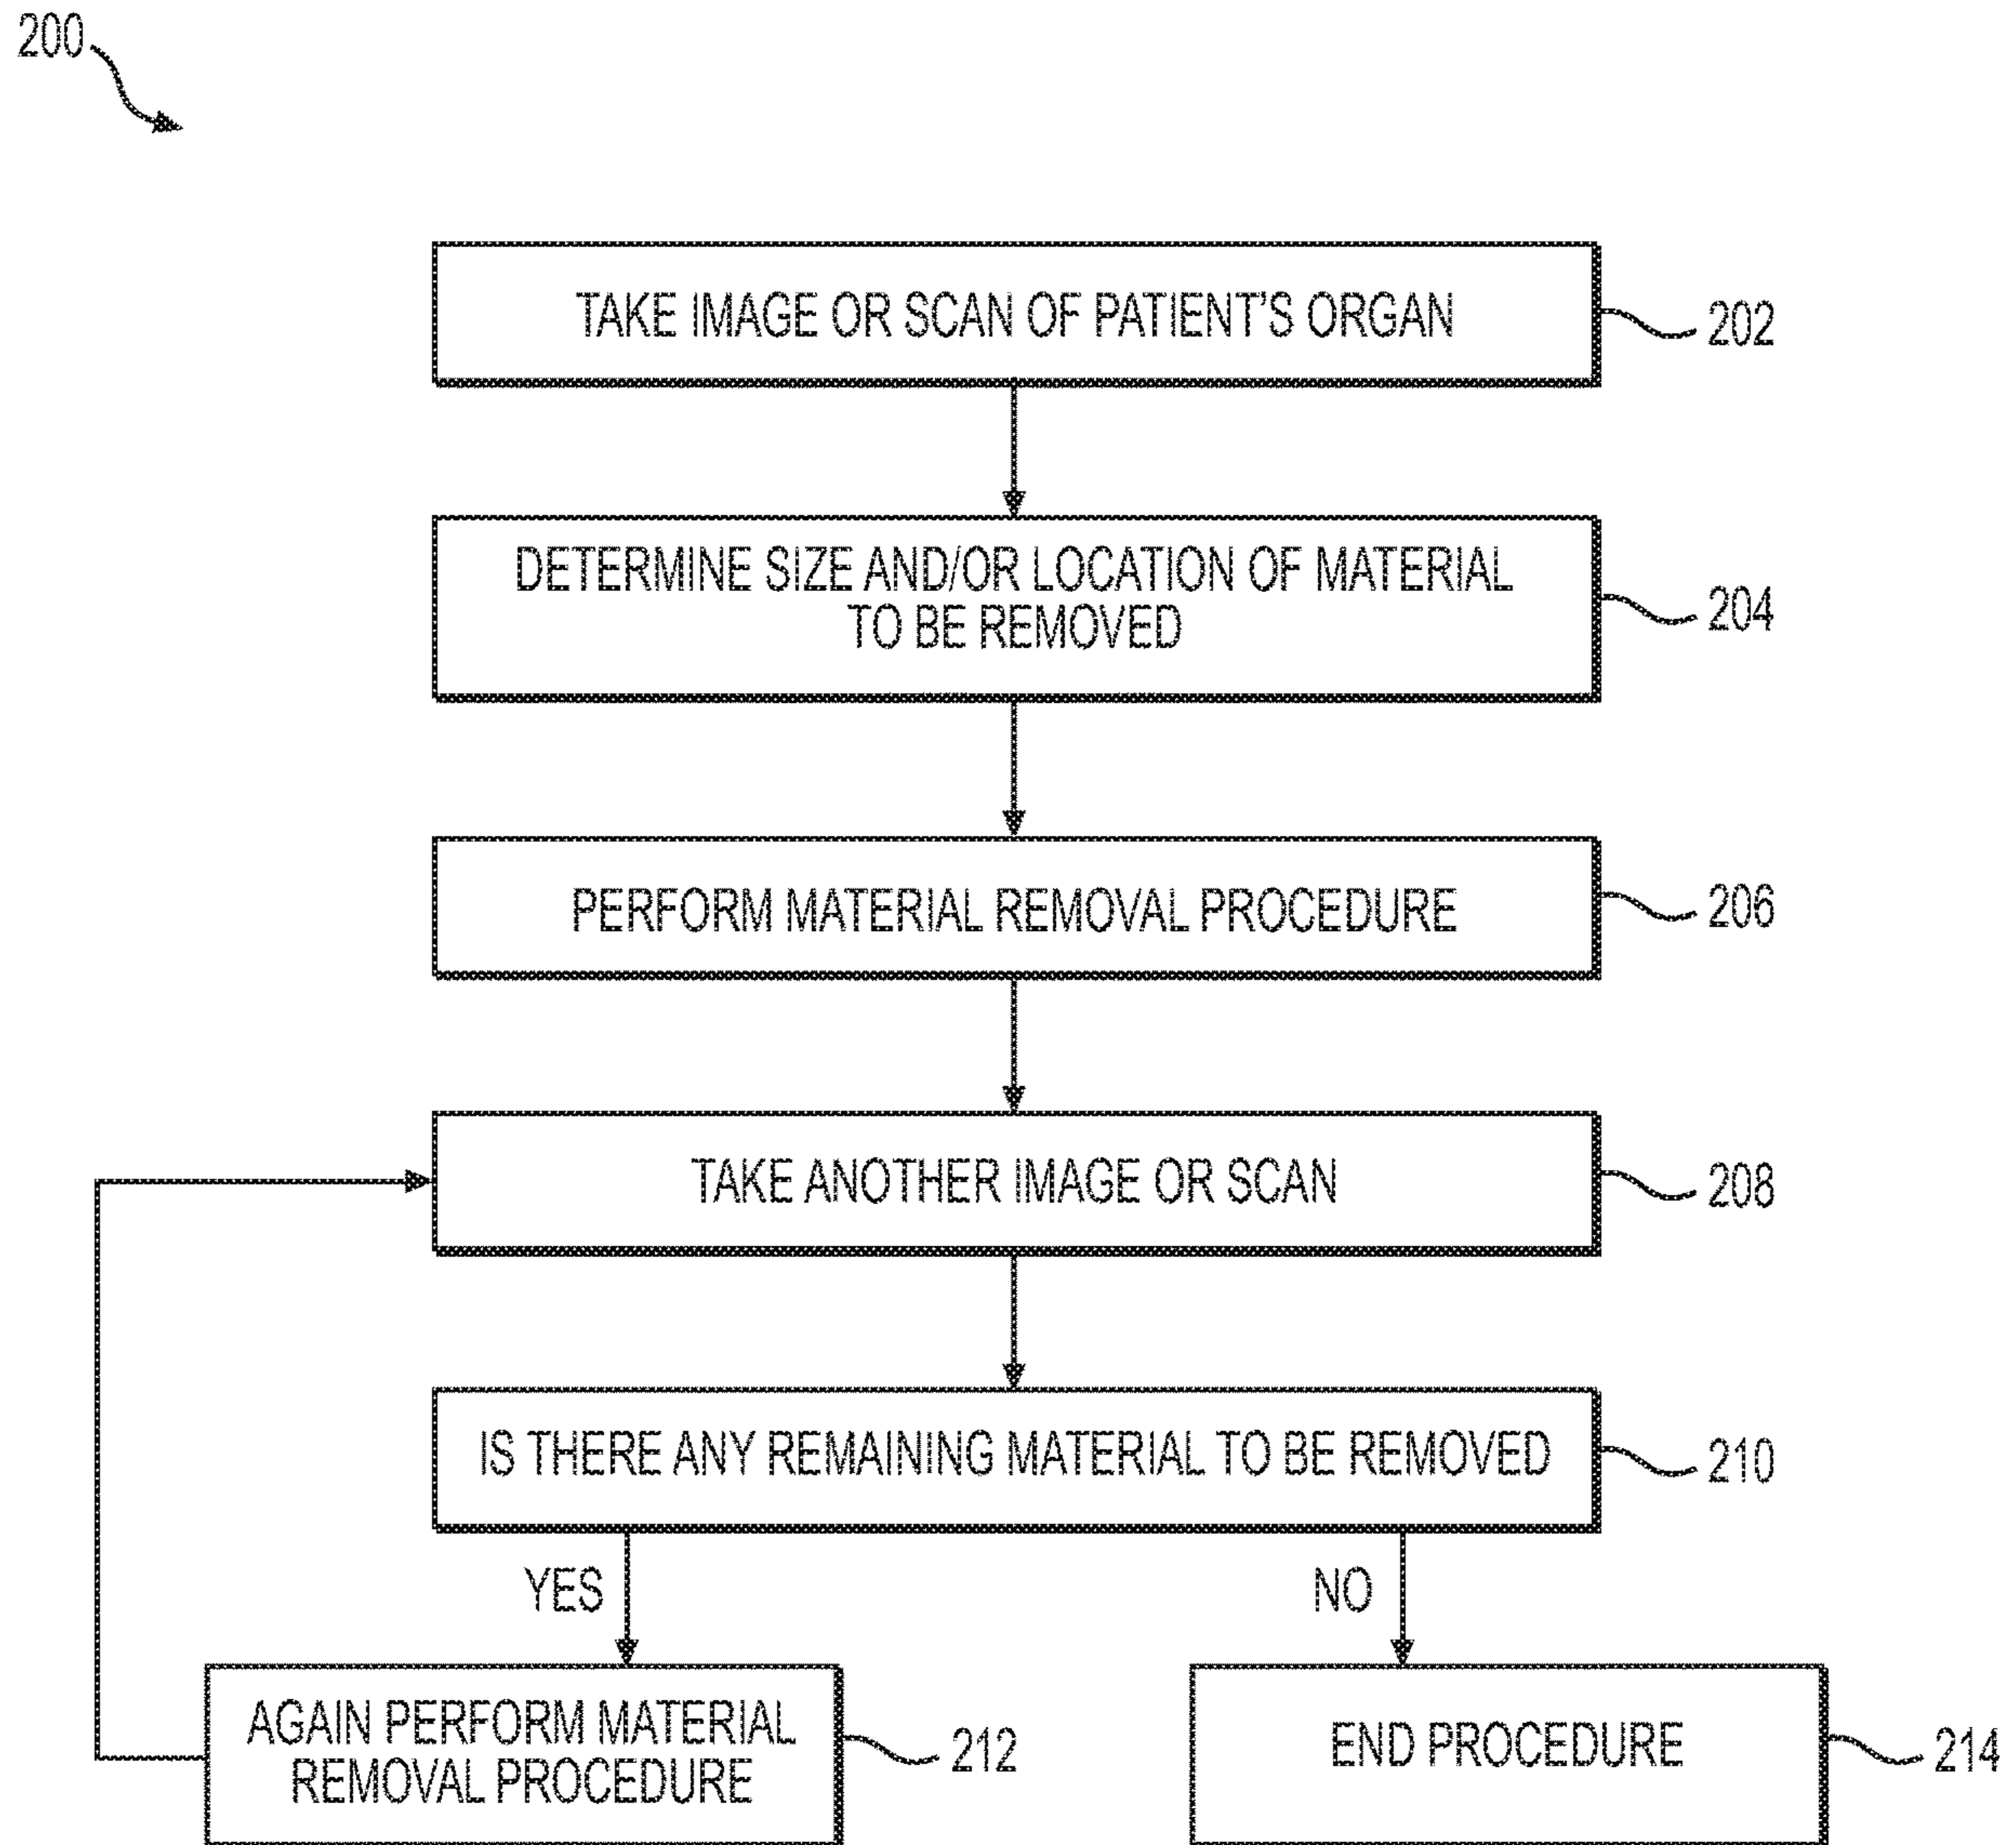 200
TAKE IMAGE OR SCAN OF PATIENT'S ORGAN
202
DETERMINE SIZE AND/OR LOCATION OF MATERIAL
TO BE REMOVED
204
PERFORM MATERIAL REMOVAL PROCEDURE
206
TAKE ANOTHER IMAGE OR SCAN
208
IS THERE ANY REMAINING MATERIAL TO BE REMOVED
210
YES
NO
AGAIN PERFORM MATERIAL
REMOVAL PROCEDURE
212
END PROCEDURE
214